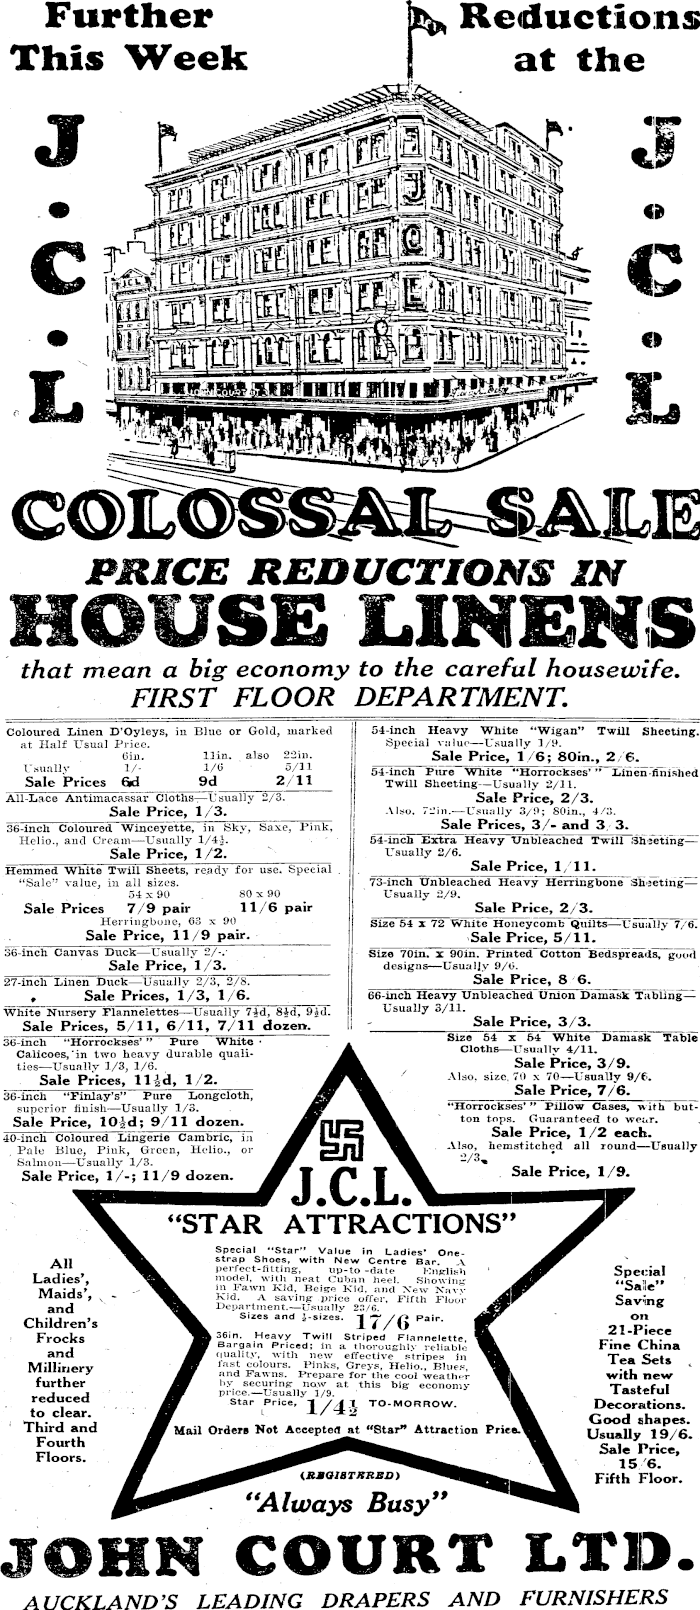 Further
This Week
Reductions
at the
J.C.L
J.C.L
J
C
L
COLOSSAL SALE
PRICE REDUCTIONS IN
HOUSE LINENS
that mean a big economy to the careful housewife.
FIRST FLOOR DEPARTMENT.
Coloured Linen D'Oyleys, in Blue or Gold, marked
at Half Usual Price.
6in. 11in. also 22in.
Usually 1/- 1/6 5/11
Sale Prices 6d 9d 2/11
All-Lace Antimacassar Cloths—Usually 2/3.
Sale Price, 1/3.
36-inch Coloured Winceyette, in Sky, Saxe, Pink,
Helio., and Cream—Usually 1/4½.
Sale Price, 1/2.
Hemmed White Twill Sheets, ready for use. Special
"Sale" value, in all sizes.
54 x 90 80 x 90
Sale Prices 7/9 pair 11/6 pair
Herringbone, 63 x 90
Sale Price, 11/9 pair.
36-inch Canvas Duck—Usually 2/-.
Sale Price, 1/3.
27-inch Linen Duck—Usually 2/3, 2/8.
Sale Prices, 1/3, 1/6.
White Nursery Flannelettes—Usually 7½d, 8½d, 9½d.
Sale Prices, 5/11, 6/11, 7/11 dozen.
36-inch "Horrockses'" Pure White
Calicoes, in two heavy durable quali-
ties—Usually 1/3, 1/6.
Sale Prices, 11½d, 1/2.
36-inch "Finlay's" Pure Longcloth,
superior finish—Usually 1/3.
Sale Price, 10½d; 9/11 dozen.
40-inch Coloured Lingerie Cambric, in
Pale Blue, Pink, Green, Helio., or
Salmon—Usually 1/3.
Sale Price, 1/-; 11/9 dozen.
54-inch Heavy White "Wigan" Twill Sheeting.
Special value—Usually 1/9.
Sale Price, 1/6; 80in., 2/6.
54-inch Pure White "Horrockses'" Linen-finished
Twill Sheeting—Usually 2/11.
Sale Price, 2/3.
Also, 72in.—Usually 3/9; 80in., 4/3.
Sale Prices, 3/- and 3/3.
54-inch Extra Heavy Unbleached Twill Sheeting—
Usually 2/6.
Sale Price, 1/11.
73-inch Unbleached Heavy Herringbone Sheeting—
Usually 2/9.
Sale Price, 2/3.
Size 54 x 72 White Honeycomb Quilts—Usually 7/6.
Sale Price, 5/11.
Size 70in. x 90in. Printed Cotton Bedspreads, good
designs—Usually 9/6.
Sale Price, 8/6.
66-inch Heavy Unbleached Union Damask Tabling—
Usually 3/11.
Sale Price, 3/3.
Size 54 x 54 White Damask Table
Cloths—Usually 4/11.
Sale Price, 3/9.
Also, size, 70 x 70—Usually 9/6.
Sale Price, 7/6.
"Horrockses'" Pillow Cases, with but-
ton tops. Guaranteed to wear.
Sale Price, 1/2 each.
Also, hemstitched all round—Usually
2/3.
Sale Price, 1/9.
J.C.L.
"STAR ATTRACTIONS"
Special "Star" Value in Ladies' One-
strap Shoes, with New Centre Bar. A
perfect-fitting, up-to-date English
model, with neat Cuban heel. Showing
in Fawn Kid, Beige Kid, and New Navy
Kid. A saving price offer, Fifth Floor
Department.—Usually 23/6.
Sizes and ½-sizes. 17/6 Pair.
36in. Heavy Twill Striped Flannelette,
Bargain Priced; in a thoroughly reliable
quality, with new effective stripes in
fast colours. Pinks, Greys, Helio., Blues,
and Fawns. Prepare for the cool weather
by securing now at this big economy
price.—Usually 1/9.
Star Price, 1/4½ TO-MORROW.
Mail Orders Not Accepted at "Star" Attraction Price.
All
Ladies',
Maids',
and
Children's
Frocks
and
Millinery
further
reduced
to clear.
Third and
Fourth
Floors.
Special
"Sale"
Saving
on
21-Piece
Fine China
Tea Sets
with new
Tasteful
Decorations.
Good shapes.
Usually 19/6.
Sale Price,
15/6.
Fifth Floor.
(REGISTERED)
"Always Busy"
JOHN COURT LTD.
AUCKLAND'S LEADING DRAPERS AND FURNISHERS